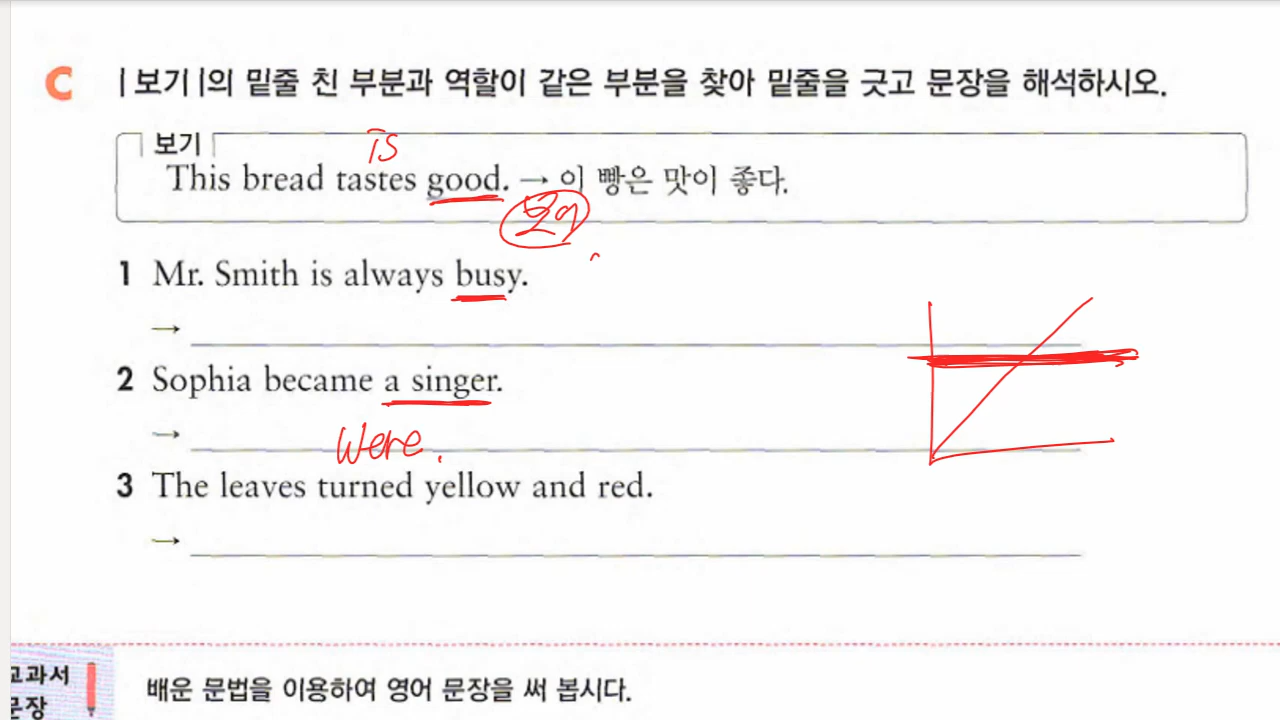 C |보기|의 밑줄 친 부분과 역할이 같은 부분을 찾아 밑줄을 긋고 문장을 해석하시오.
보기
is
This bread tastes good. → 이 빵은 맛이 좋다.
보어
1 Mr. Smith is always busy.
→
2 Sophia became a singer.
→
were.
3 The leaves turned yellow and red.
→
교과서
문장
배운 문법을 이용하여 영어 문장을 써 봅시다.